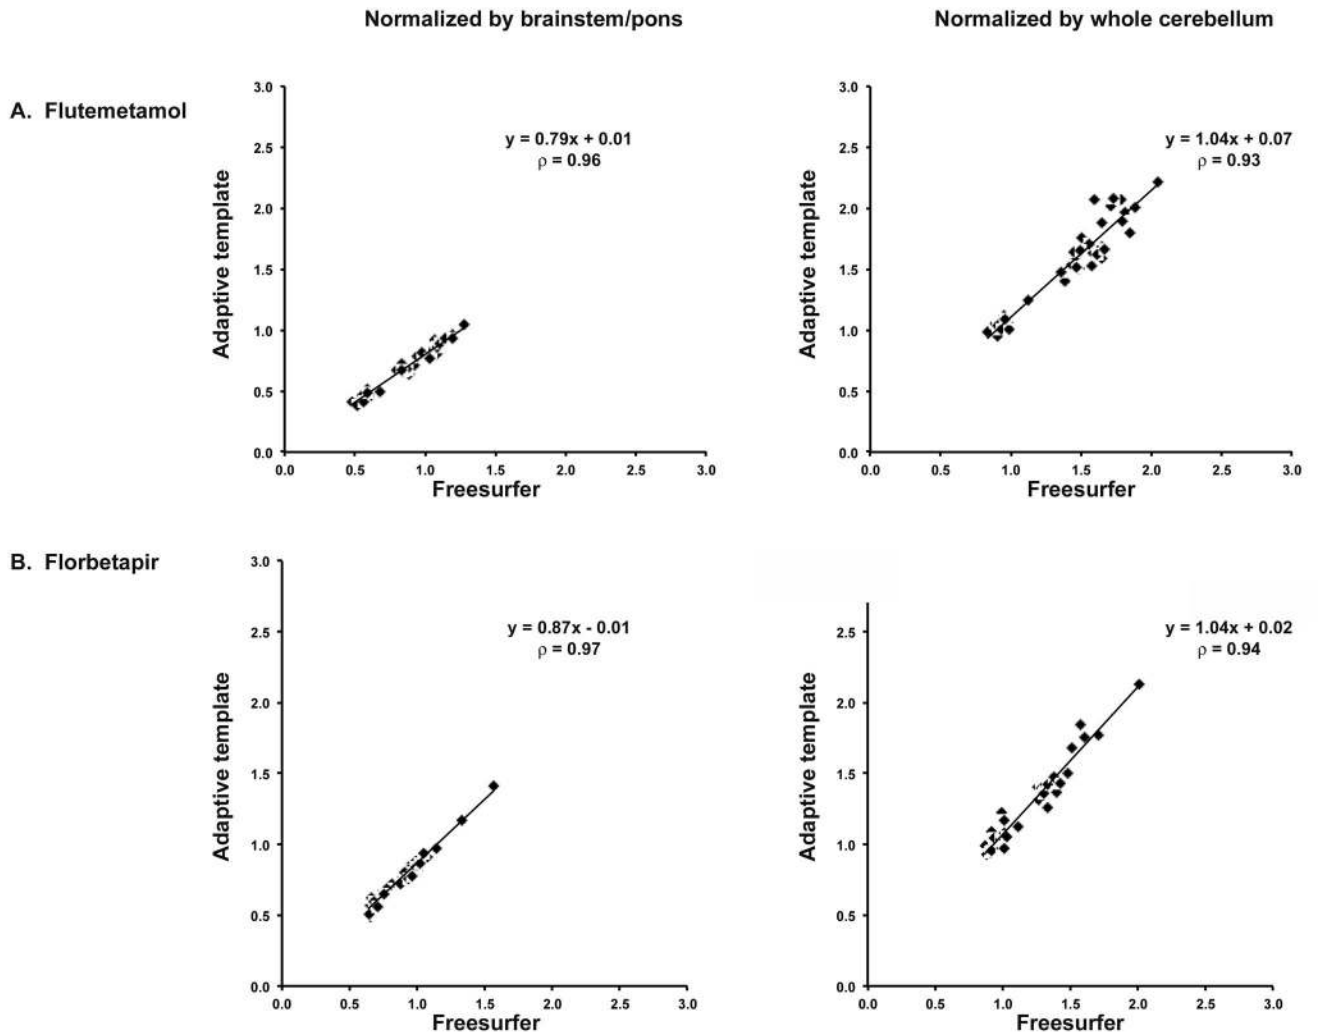 Normalized by brainstem/pons
Normalized by whole cerebellum
A. Flutemetamol
3.0
2.5
2.0
1.5
1.0
0.5
0.0
Adaptive template
y = 0.79x + 0.01
ρ = 0.96
0.0 0.5 1.0 1.5 2.0 2.5 3.0
Freesurfer
3.0
2.5
2.0
1.5
1.0
0.5
0.0
Adaptive template
y = 1.04x + 0.07
ρ = 0.93
0.0 0.5 1.0 1.5 2.0 2.5 3.0
Freesurfer
B. Florbetapir
3.0
2.5
2.0
1.5
1.0
0.5
0.0
Adaptive template
y = 0.87x - 0.01
ρ = 0.97
0.0 0.5 1.0 1.5 2.0 2.5 3.0
Freesurfer
2.5
2.0
1.5
1.0
0.5
0.0
Adaptive template
y = 1.04x + 0.02
ρ = 0.94
0.0 0.5 1.0 1.5 2.0 2.5 3.0
Freesurfer